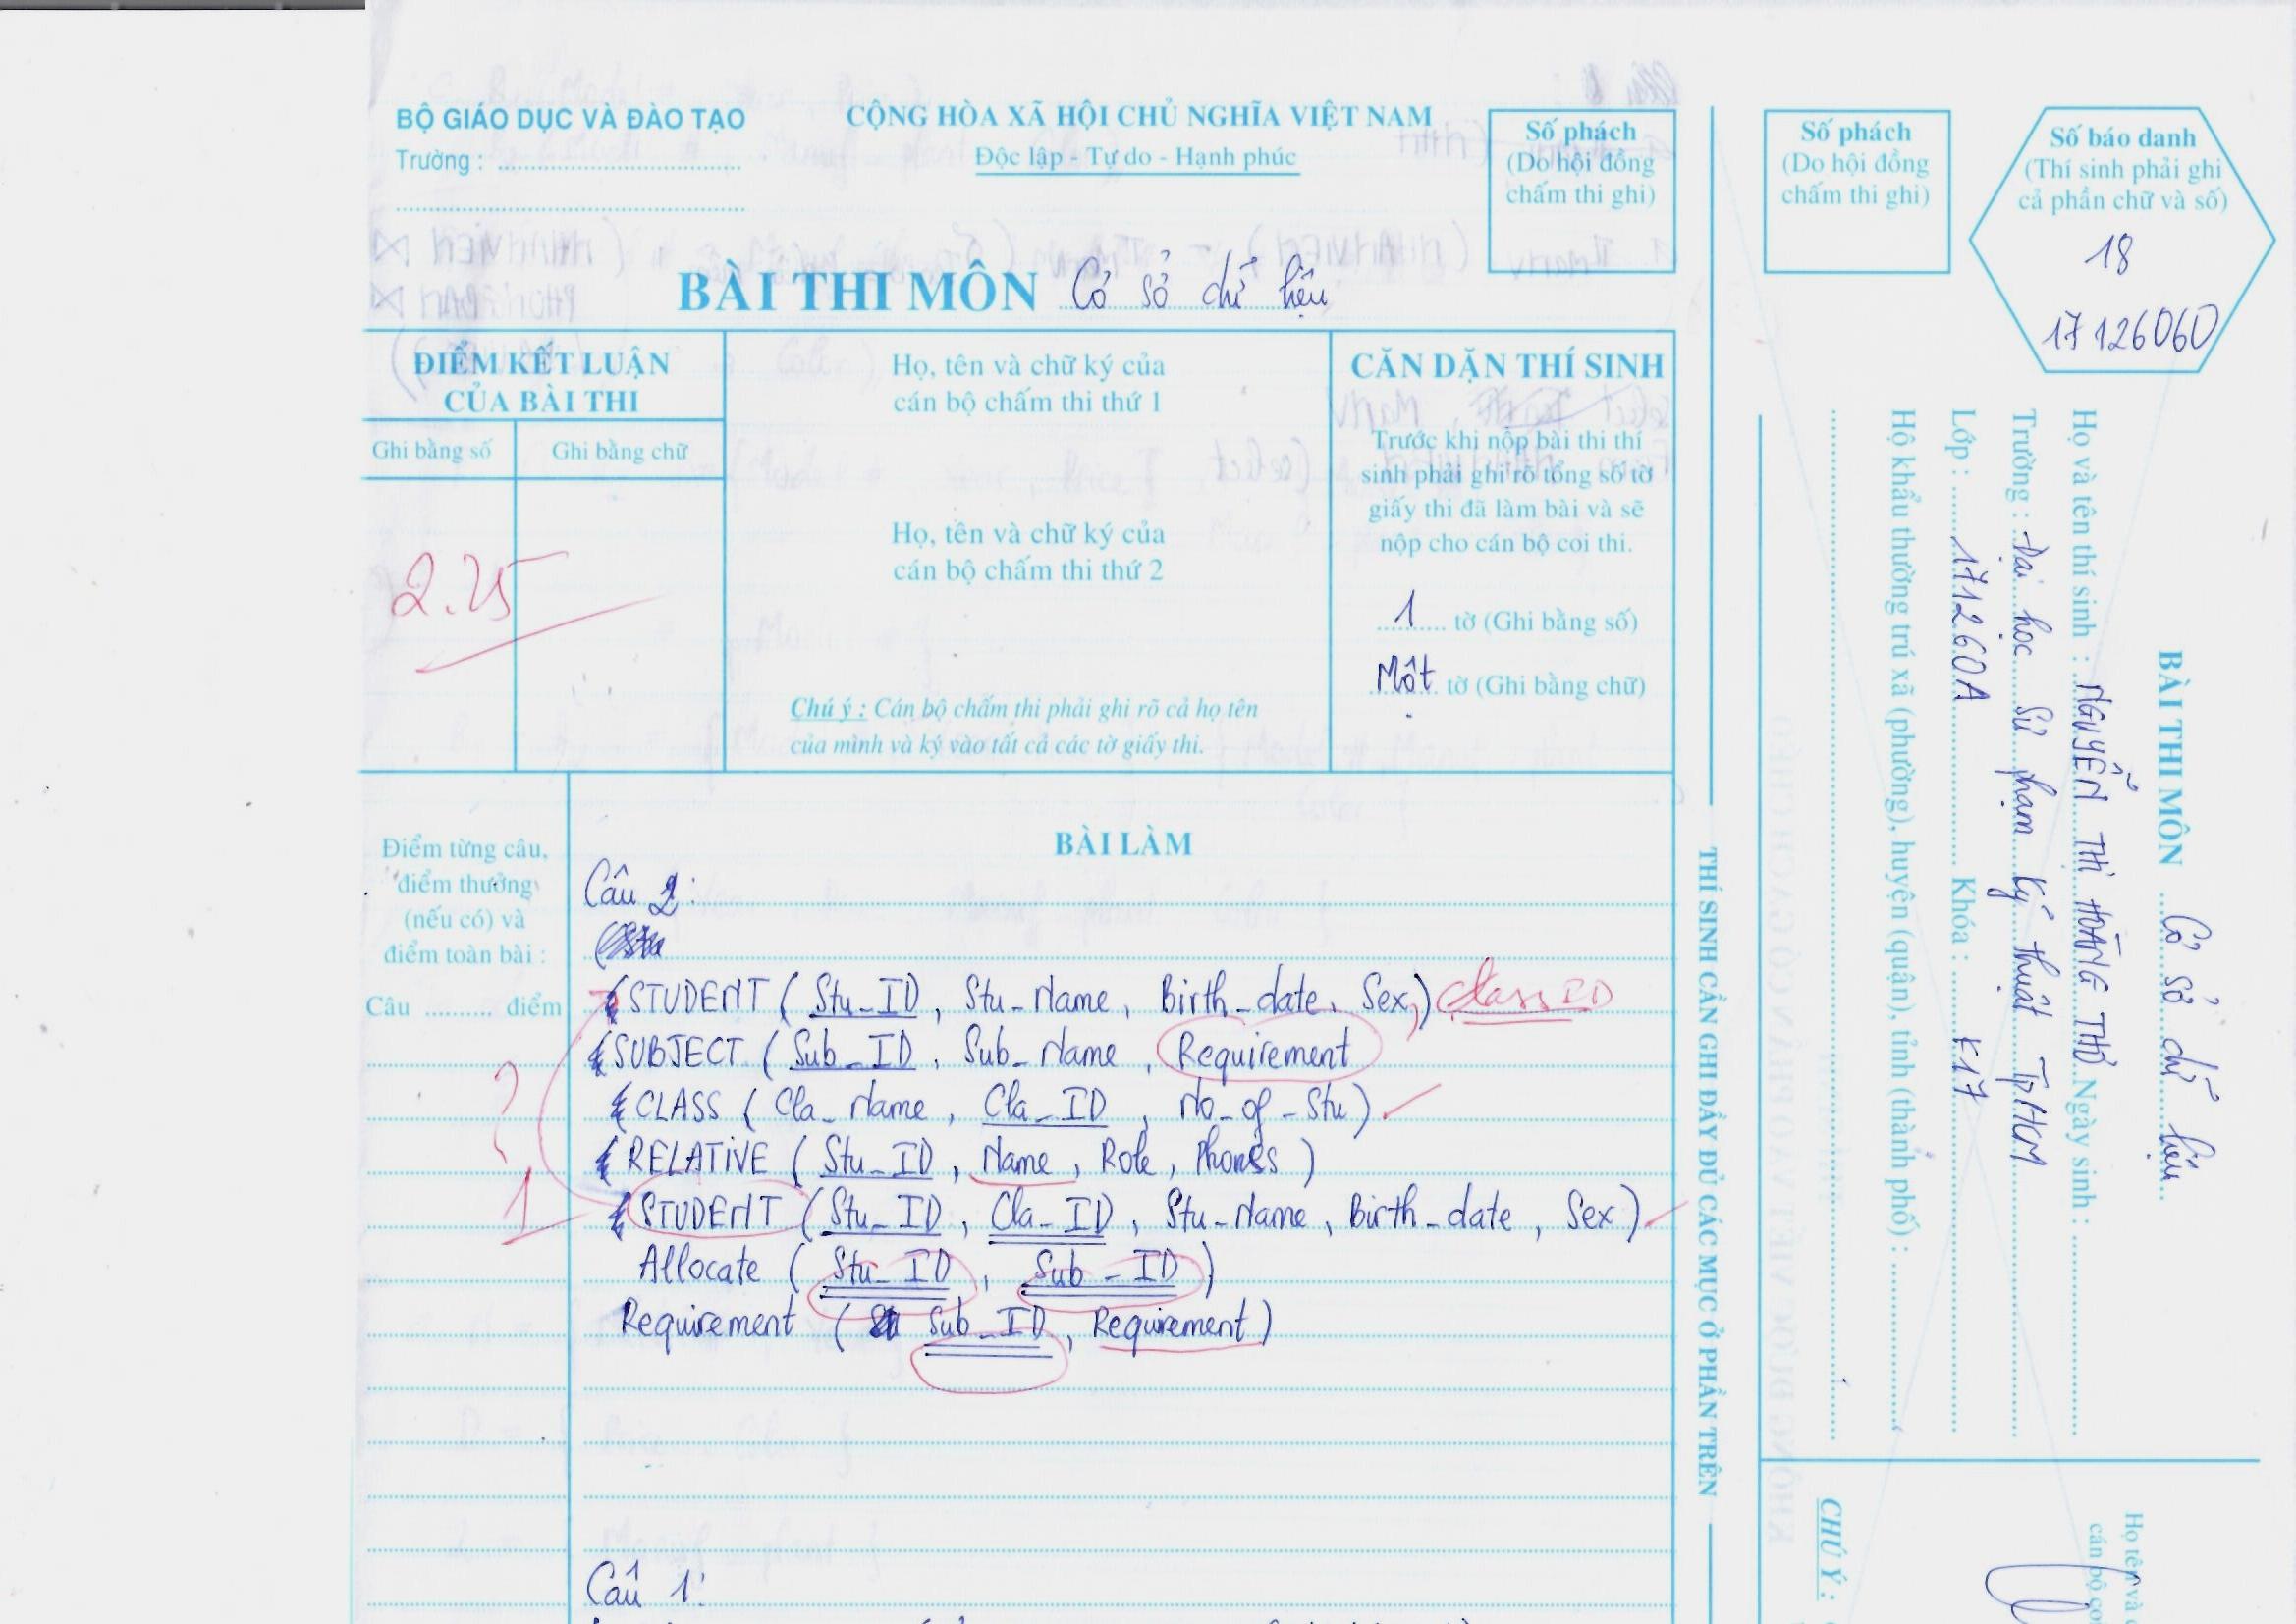 BỘ GIÁO DỤC VÀ ĐÀO TẠO
Trường :
CỘNG HÒA XÃ HỘI CHỦ NGHĨA VIỆT NAM
Độc lập - Tự do - Hạnh phúc
Số phách
(Do hội đồng
chấm thi ghi)
BÀI THI MÔN Cơ sở dữ liệu
ĐIỂM KẾT LUẬN
CỦA BÀI THI
Ghi bằng số
Ghi bằng chữ
2.25
Họ, tên và chữ ký của
cán bộ chấm thi thứ 1
Họ, tên và chữ ký của
cán bộ chấm thi thứ 2
Chú ý : Cán bộ chấm thi phải ghi rõ cả họ tên
của mình và ký vào tất cả các tờ giấy thi.
CĂN DẶN THÍ SINH
Trước khi nộp bài thi thí
sinh phải ghi rõ tổng số tờ
giấy thi đã làm bài và sẽ
nộp cho cán bộ coi thi.
1 tờ (Ghi bằng số)
Một tờ (Ghi bằng chữ)
Điểm từng câu,
điểm thưởng
(nếu có) và
điểm toàn bài :
Câu .......... điểm
BÀI LÀM
Câu 2:
STUDENT ( Stu_ID , Stu_Name , Birth_date , Sex ) Class ID
SUBJECT ( Sub_ID , Sub_Name , Requirement
CLASS ( Cla_Name , Cla_ID , No_of_Stu )
RELATIVE ( Stu_ID , Name , Role , Phones )
1 STUDENT ( Stu_ID , Cla_ID , Stu_Name , Birth_date , Sex )
Allocate ( Stu_ID , Sub_ID )
Requirement ( Sub_ID , Requirement )
Câu 1:
THÍ SINH CẦN GHI ĐẦY ĐỦ CÁC MỤC Ở PHẦN TRÊN
Số phách
(Do hội đồng
chấm thi ghi)
Số báo danh
(Thí sinh phải ghi
cả phần chữ và số)
18
17126060
BÀI THI MÔN Cơ sở dữ liệu
Họ và tên thí sinh : NGUYỄN THỊ HOÀNG THƠ Ngày sinh :
Trường : Đại học Sư phạm kỹ thuật TpHCM
Lớp : 171260A Khóa : K17
Hộ khẩu thường trú xã (phường), huyện (quận), tỉnh (thành phố) :
Họ tên và
cán bộ co
CHÚ Ý :